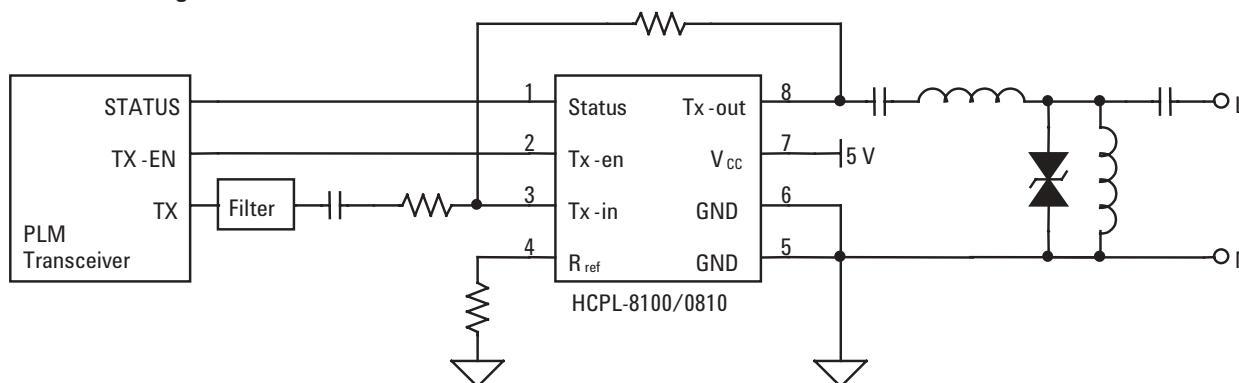 STATUS
TX-EN
TX
PLM
Transceiver
Filter
1
2
3
4
Status
Tx-en
Tx-in
R ref
Tx-out
V cc
GND
GND
8
7
6
5
5 V
HCPL-8100/0810
L